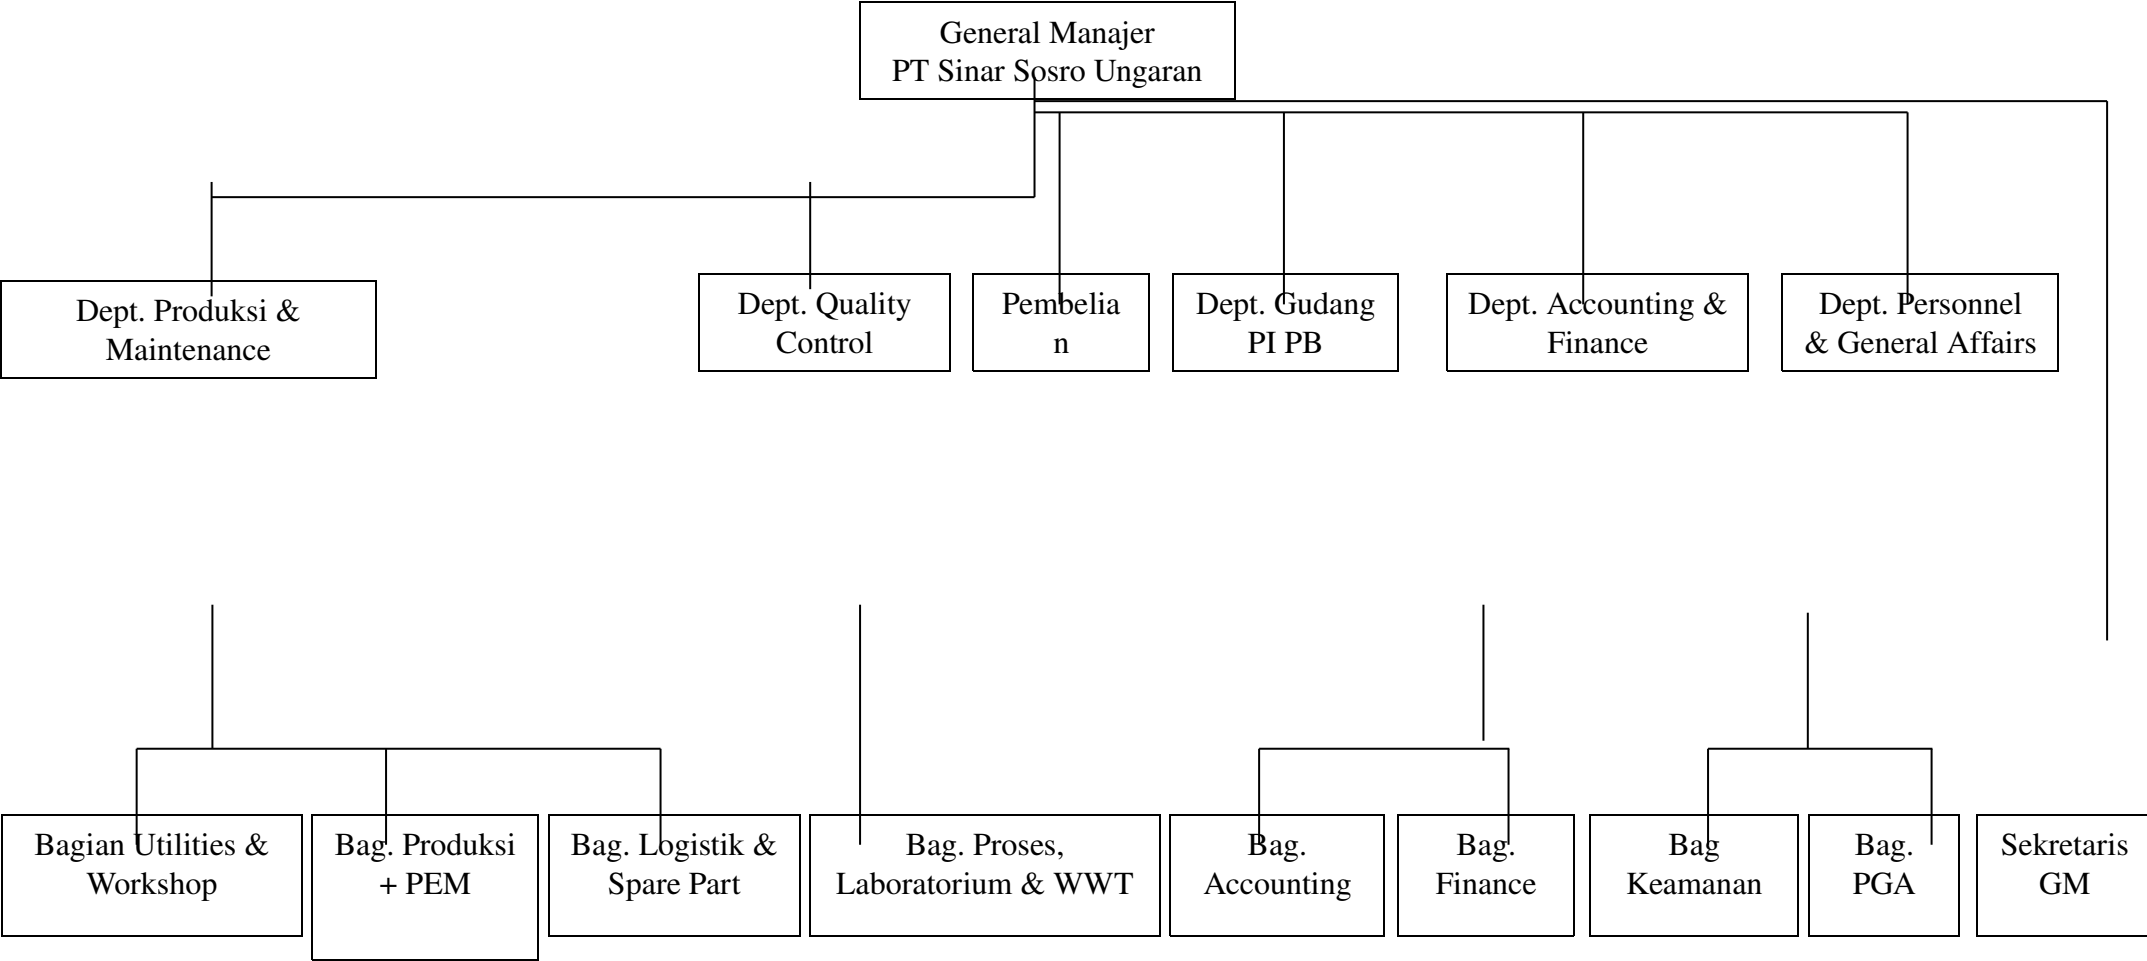 General Manajer
PT Sinar Sosro Ungaran
Dept. Produksi &
Maintenance
Dept. Quality
Control
Pembelia
n
Dept. Gudang
PI PB
Dept. Accounting &
Finance
Dept. Personnel
& General Affairs
Bagian Utilities &
Workshop
Bag. Produksi
+ PEM
Bag. Logistik &
Spare Part
Bag. Proses,
Laboratorium & WWT
Bag.
Accounting
Bag.
Finance
Bag
Keamanan
Bag.
PGA
Sekretaris
GM